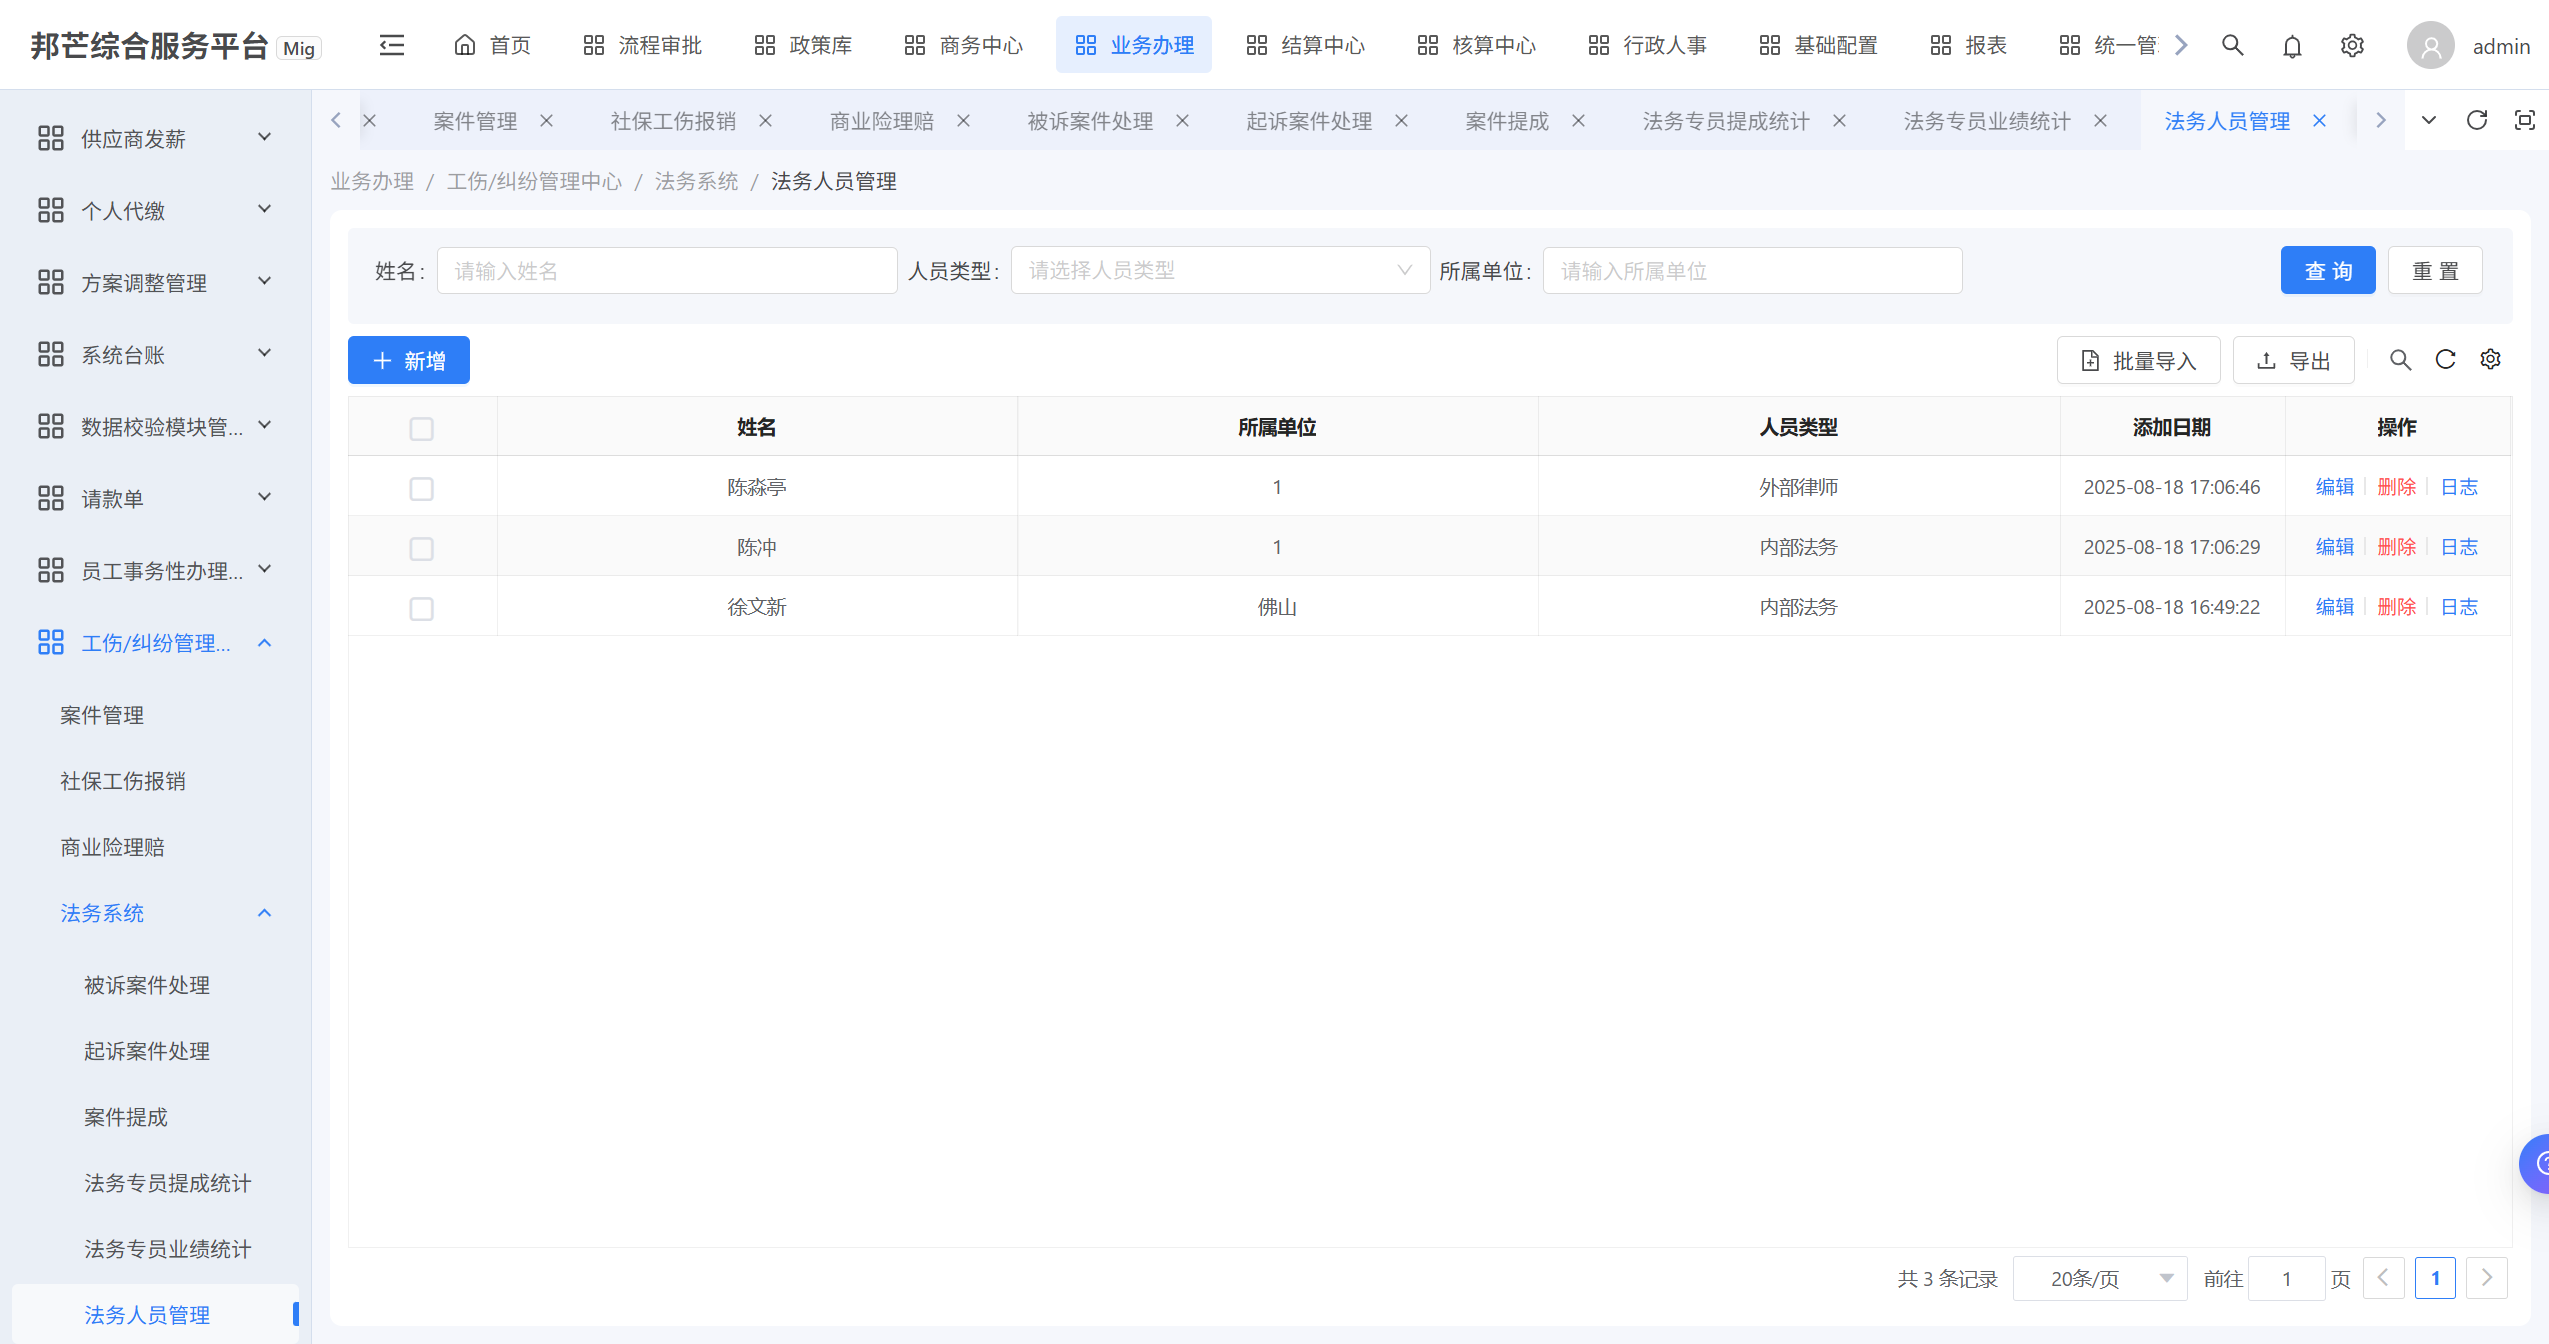 邦芒综合服务平台 Mig
首页 流程审批 政策库 商务中心 业务办理 结算中心 核算中心 行政人事 基础配置 报表 统一管 admin
案件管理 社保工伤报销 商业险理赔 被诉案件处理 起诉案件处理 案件提成 法务专员提成统计 法务专员业绩统计 法务人员管理
业务办理 / 工伤/纠纷管理中心 / 法务系统 / 法务人员管理
供应商发薪
个人代缴
方案调整管理
系统台账
数据校验模块管...
请款单
员工事务性办理...
工伤/纠纷管理...
案件管理
社保工伤报销
商业险理赔
法务系统
被诉案件处理
起诉案件处理
案件提成
法务专员提成统计
法务专员业绩统计
法务人员管理
姓名: 请输入姓名 人员类型: 请选择人员类型 所属单位: 请输入所属单位 查 询 重 置
新增 批量导入 导出
姓名 所属单位 人员类型 添加日期 操作
陈淼亭 1 外部律师 2025-08-18 17:06:46 编辑 删除 日志
陈冲 1 内部法务 2025-08-18 17:06:29 编辑 删除 日志
徐文新 佛山 内部法务 2025-08-18 16:49:22 编辑 删除 日志
共 3 条记录 20条/页 前往 1 页 1